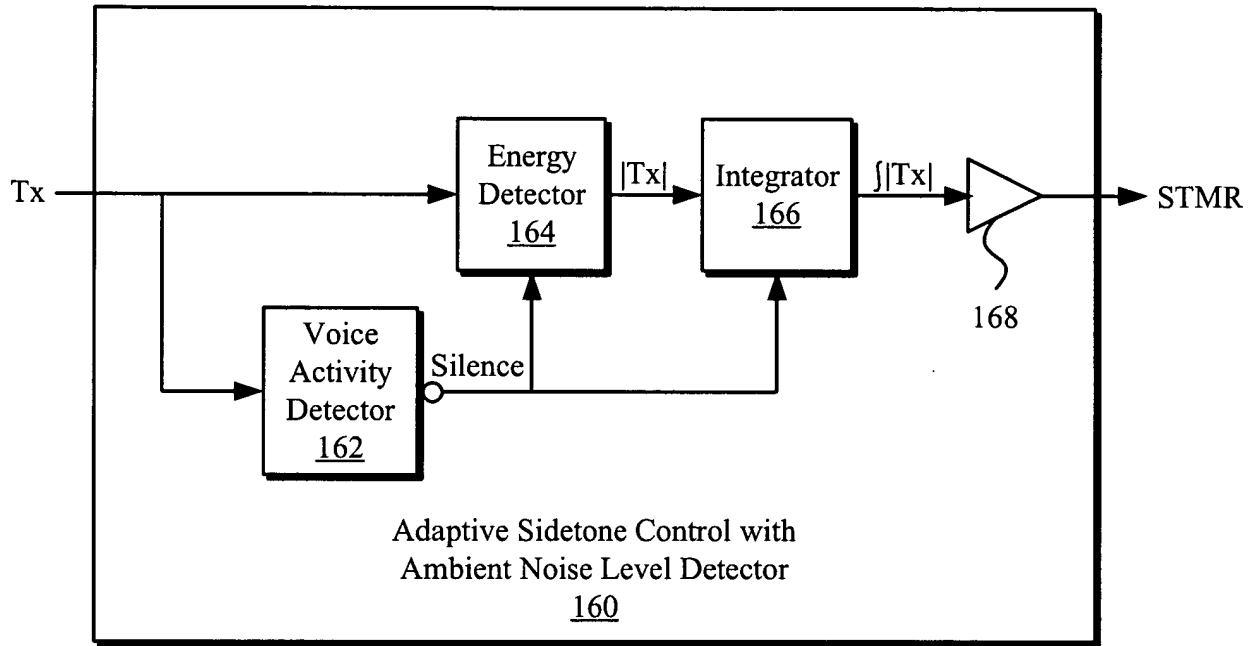 Tx
Energy
Detector
164
|Tx|
Integrator
166
∫|Tx|
STMR
168
Voice
Activity
Detector
162
Silence
Adaptive Sidetone Control with
Ambient Noise Level Detector
160